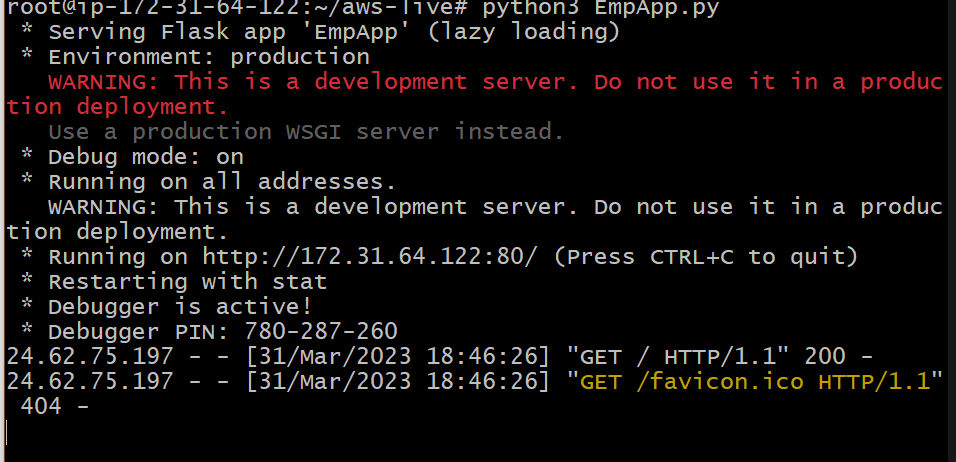 root@ip-172-31-64-122:~/aws-live# python3 EmpApp.py
 * Serving Flask app 'EmpApp' (lazy loading)
 * Environment: production
   WARNING: This is a development server. Do not use it in a produc
tion deployment.
   Use a production WSGI server instead.
 * Debug mode: on
 * Running on all addresses.
   WARNING: This is a development server. Do not use it in a produc
tion deployment.
 * Running on http://172.31.64.122:80/ (Press CTRL+C to quit)
 * Restarting with stat
 * Debugger is active!
 * Debugger PIN: 780-287-260
24.62.75.197 - - [31/Mar/2023 18:46:26] "GET / HTTP/1.1" 200 -
24.62.75.197 - - [31/Mar/2023 18:46:26] "GET /favicon.ico HTTP/1.1"
 404 -